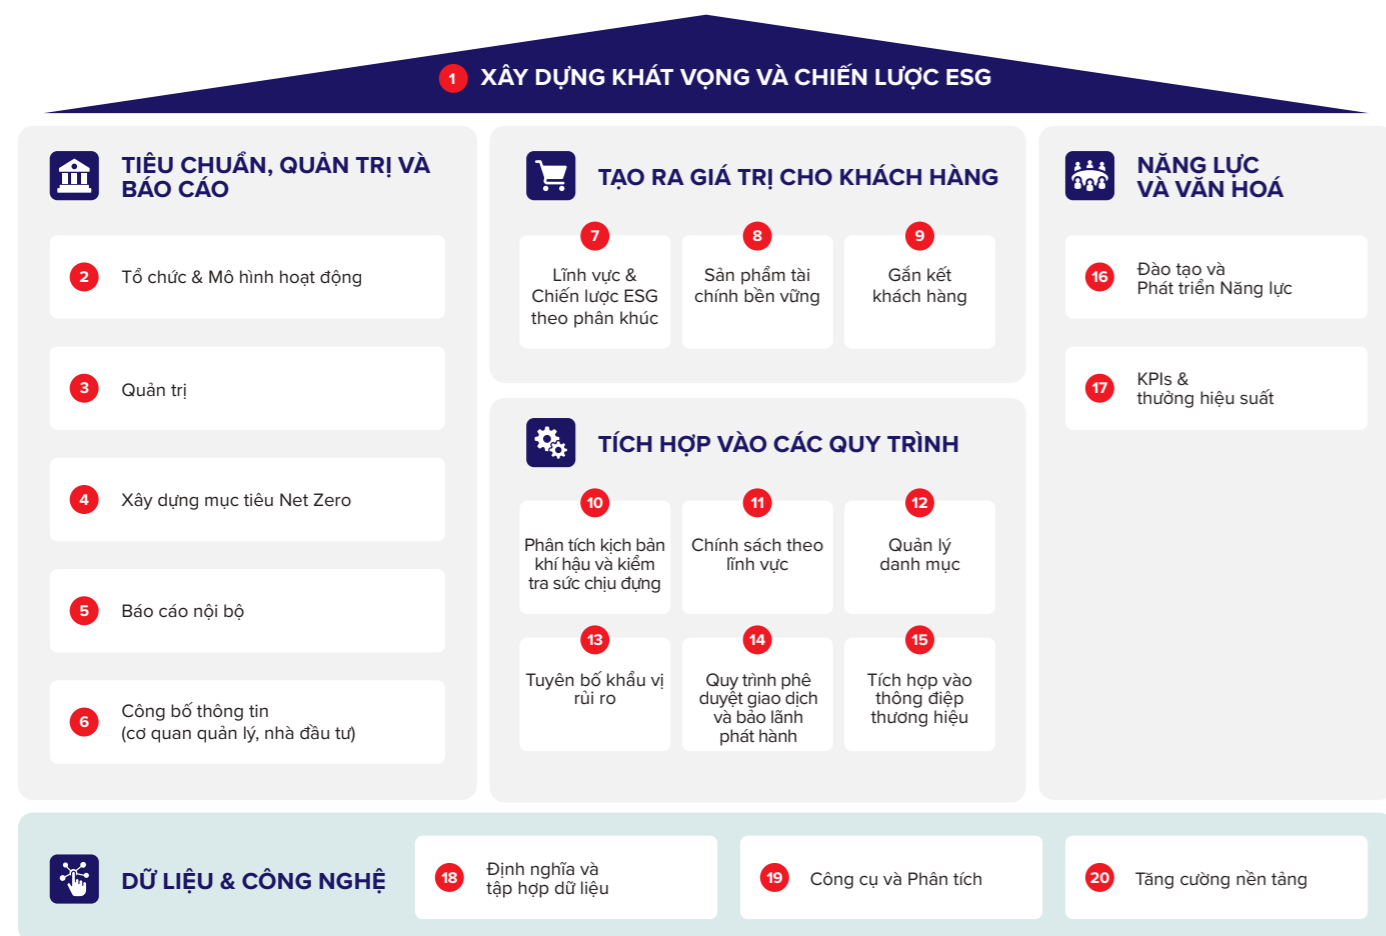 1 XÂY DỰNG KHÁT VỌNG VÀ CHIẾN LƯỢC ESG
TIÊU CHUẨN, QUẢN TRỊ VÀ
BÁO CÁO
2 Tổ chức & Mô hình hoạt động
3 Quản trị
4 Xây dựng mục tiêu Net Zero
5 Báo cáo nội bộ
6 Công bố thông tin
(cơ quan quản lý, nhà đầu tư)
TẠO RA GIÁ TRỊ CHO KHÁCH HÀNG
7
Lĩnh vực &
Chiến lược ESG
theo phân khúc
8
Sản phẩm tài
chính bền vững
9
Gắn kết
khách hàng
TÍCH HỢP VÀO CÁC QUY TRÌNH
10
Phân tích kịch bản
khí hậu và kiểm
tra sức chịu đựng
11
Chính sách theo
lĩnh vực
12
Quản lý
danh mục
13
Tuyên bố khẩu vị
rủi ro
14
Quy trình phê
duyệt giao dịch
và bảo lãnh
phát hành
15
Tích hợp vào
thông điệp
thương hiệu
NĂNG LỰC
VÀ VĂN HOÁ
16 Đào tạo và
Phát triển Năng lực
17 KPIs &
thưởng hiệu suất
DỮ LIỆU & CÔNG NGHỆ
18 Định nghĩa và
tập hợp dữ liệu
19 Công cụ và Phân tích
20 Tăng cường nền tảng